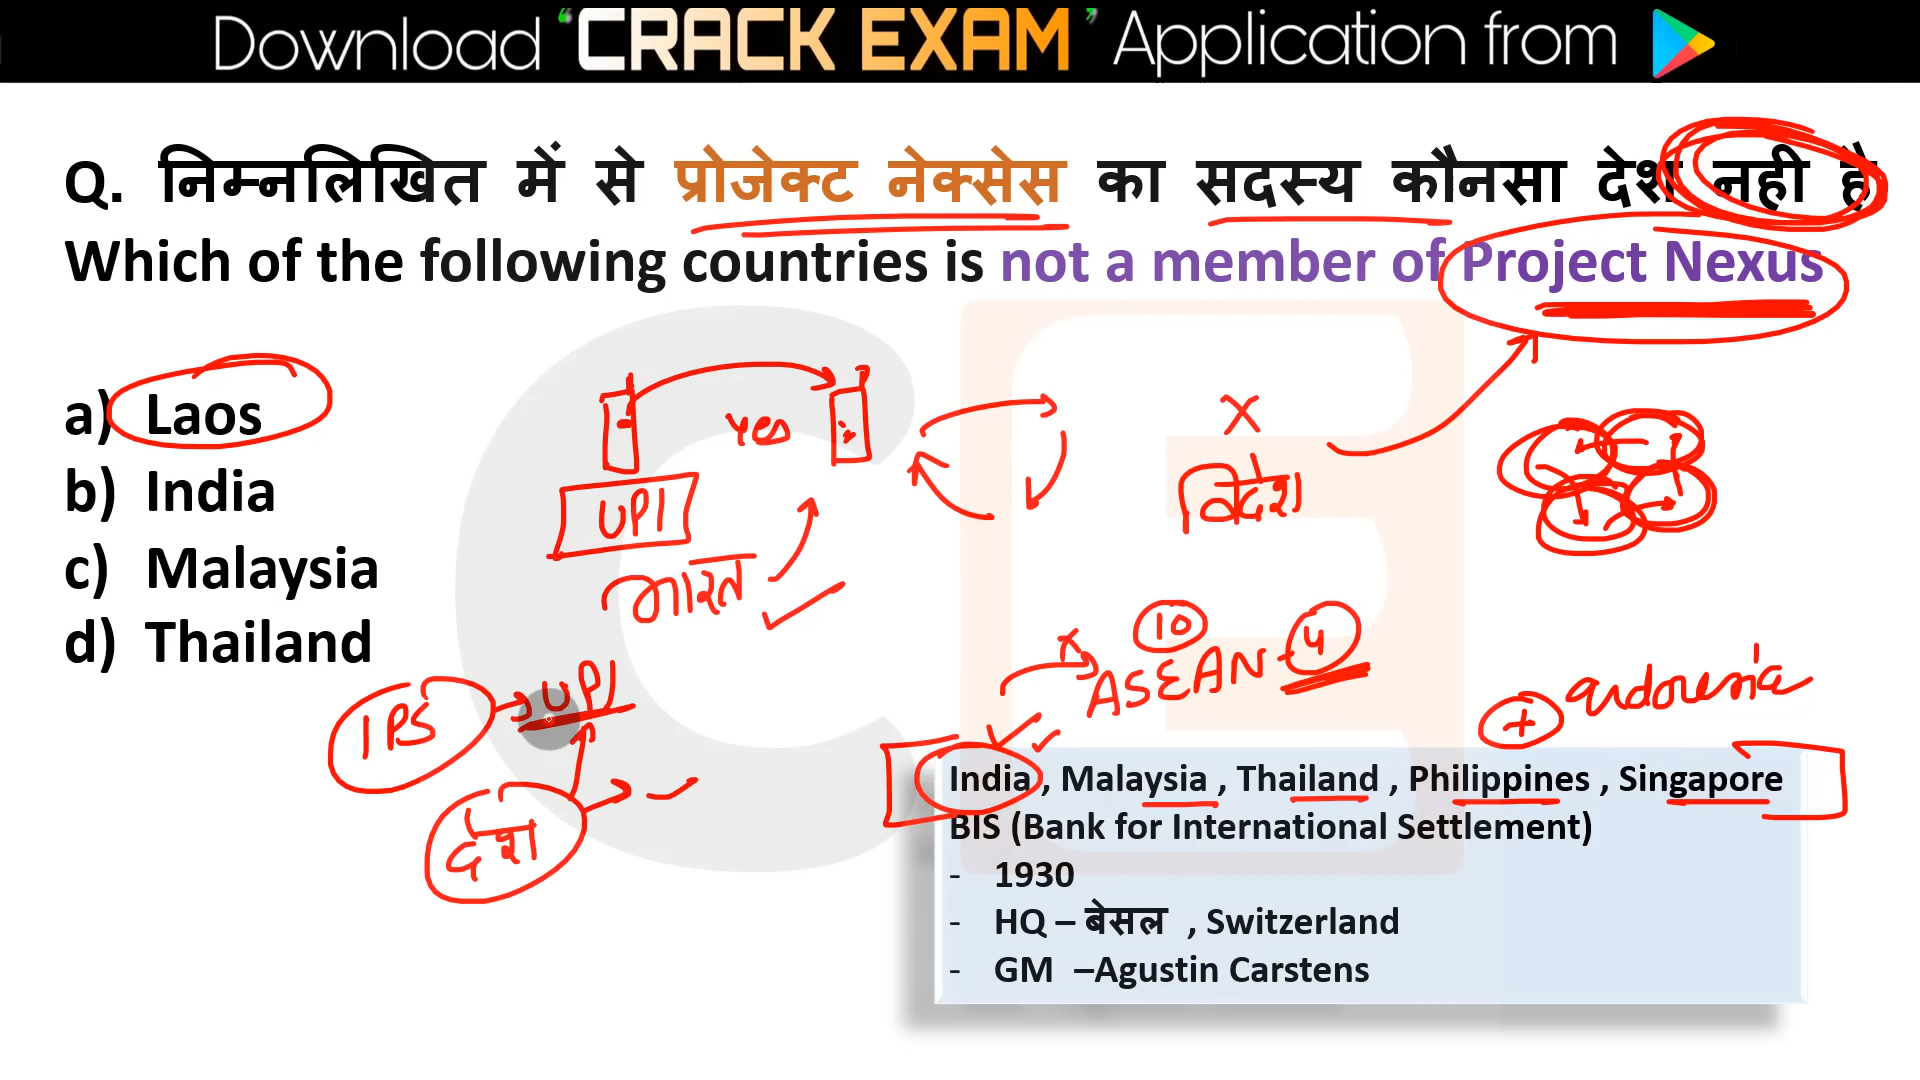 Download “CRACK EXAM” Application from
Q. निम्नलिखित में से प्रोजेक्ट नेक्सेस का सदस्य कौनसा देश नही है
Which of the following countries is not a member of Project Nexus
a) Laos
b) India
c) Malaysia
d) Thailand
Yes
UPI
भारत
X
विदेश
10
ASEAN - 4
X
IPS
UPI
देश
+ Indonesia
India , Malaysia , Thailand , Philippines , Singapore
BIS (Bank for International Settlement)
- 1930
- HQ – बेसल , Switzerland
- GM –Agustin Carstens